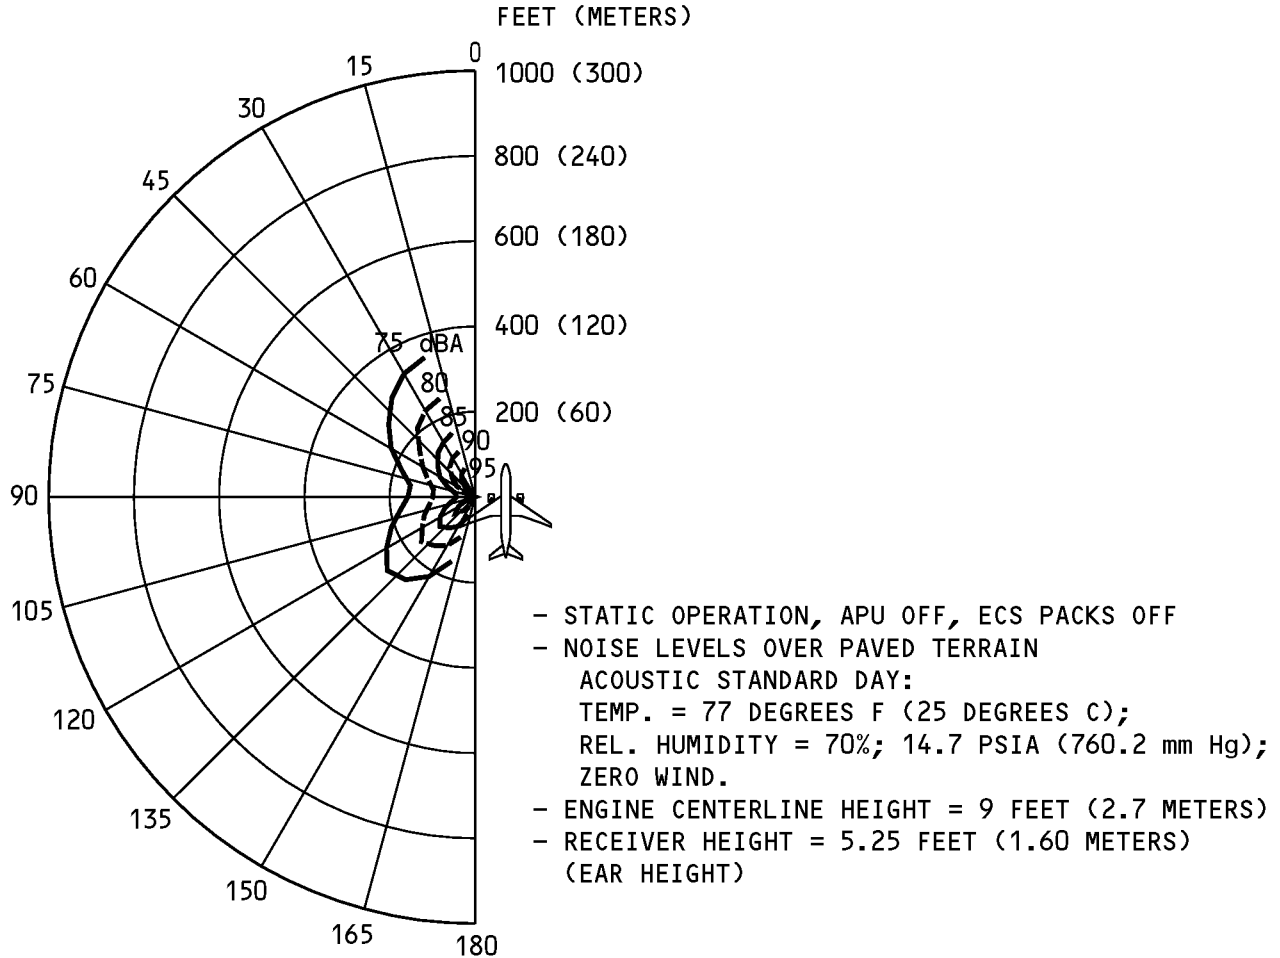 FEET (METERS)
0
15
1000 (300)
30
800 (240)
45
600 (180)
60
400 (120)
75 dBA
75
80
200 (60)
85
90
95
90
105
120
135
150
165
180
– STATIC OPERATION, APU OFF, ECS PACKS OFF
– NOISE LEVELS OVER PAVED TERRAIN
ACOUSTIC STANDARD DAY:
TEMP. = 77 DEGREES F (25 DEGREES C);
REL. HUMIDITY = 70%; 14.7 PSIA (760.2 mm Hg);
ZERO WIND.
– ENGINE CENTERLINE HEIGHT = 9 FEET (2.7 METERS)
– RECEIVER HEIGHT = 5.25 FEET (1.60 METERS)
(EAR HEIGHT)